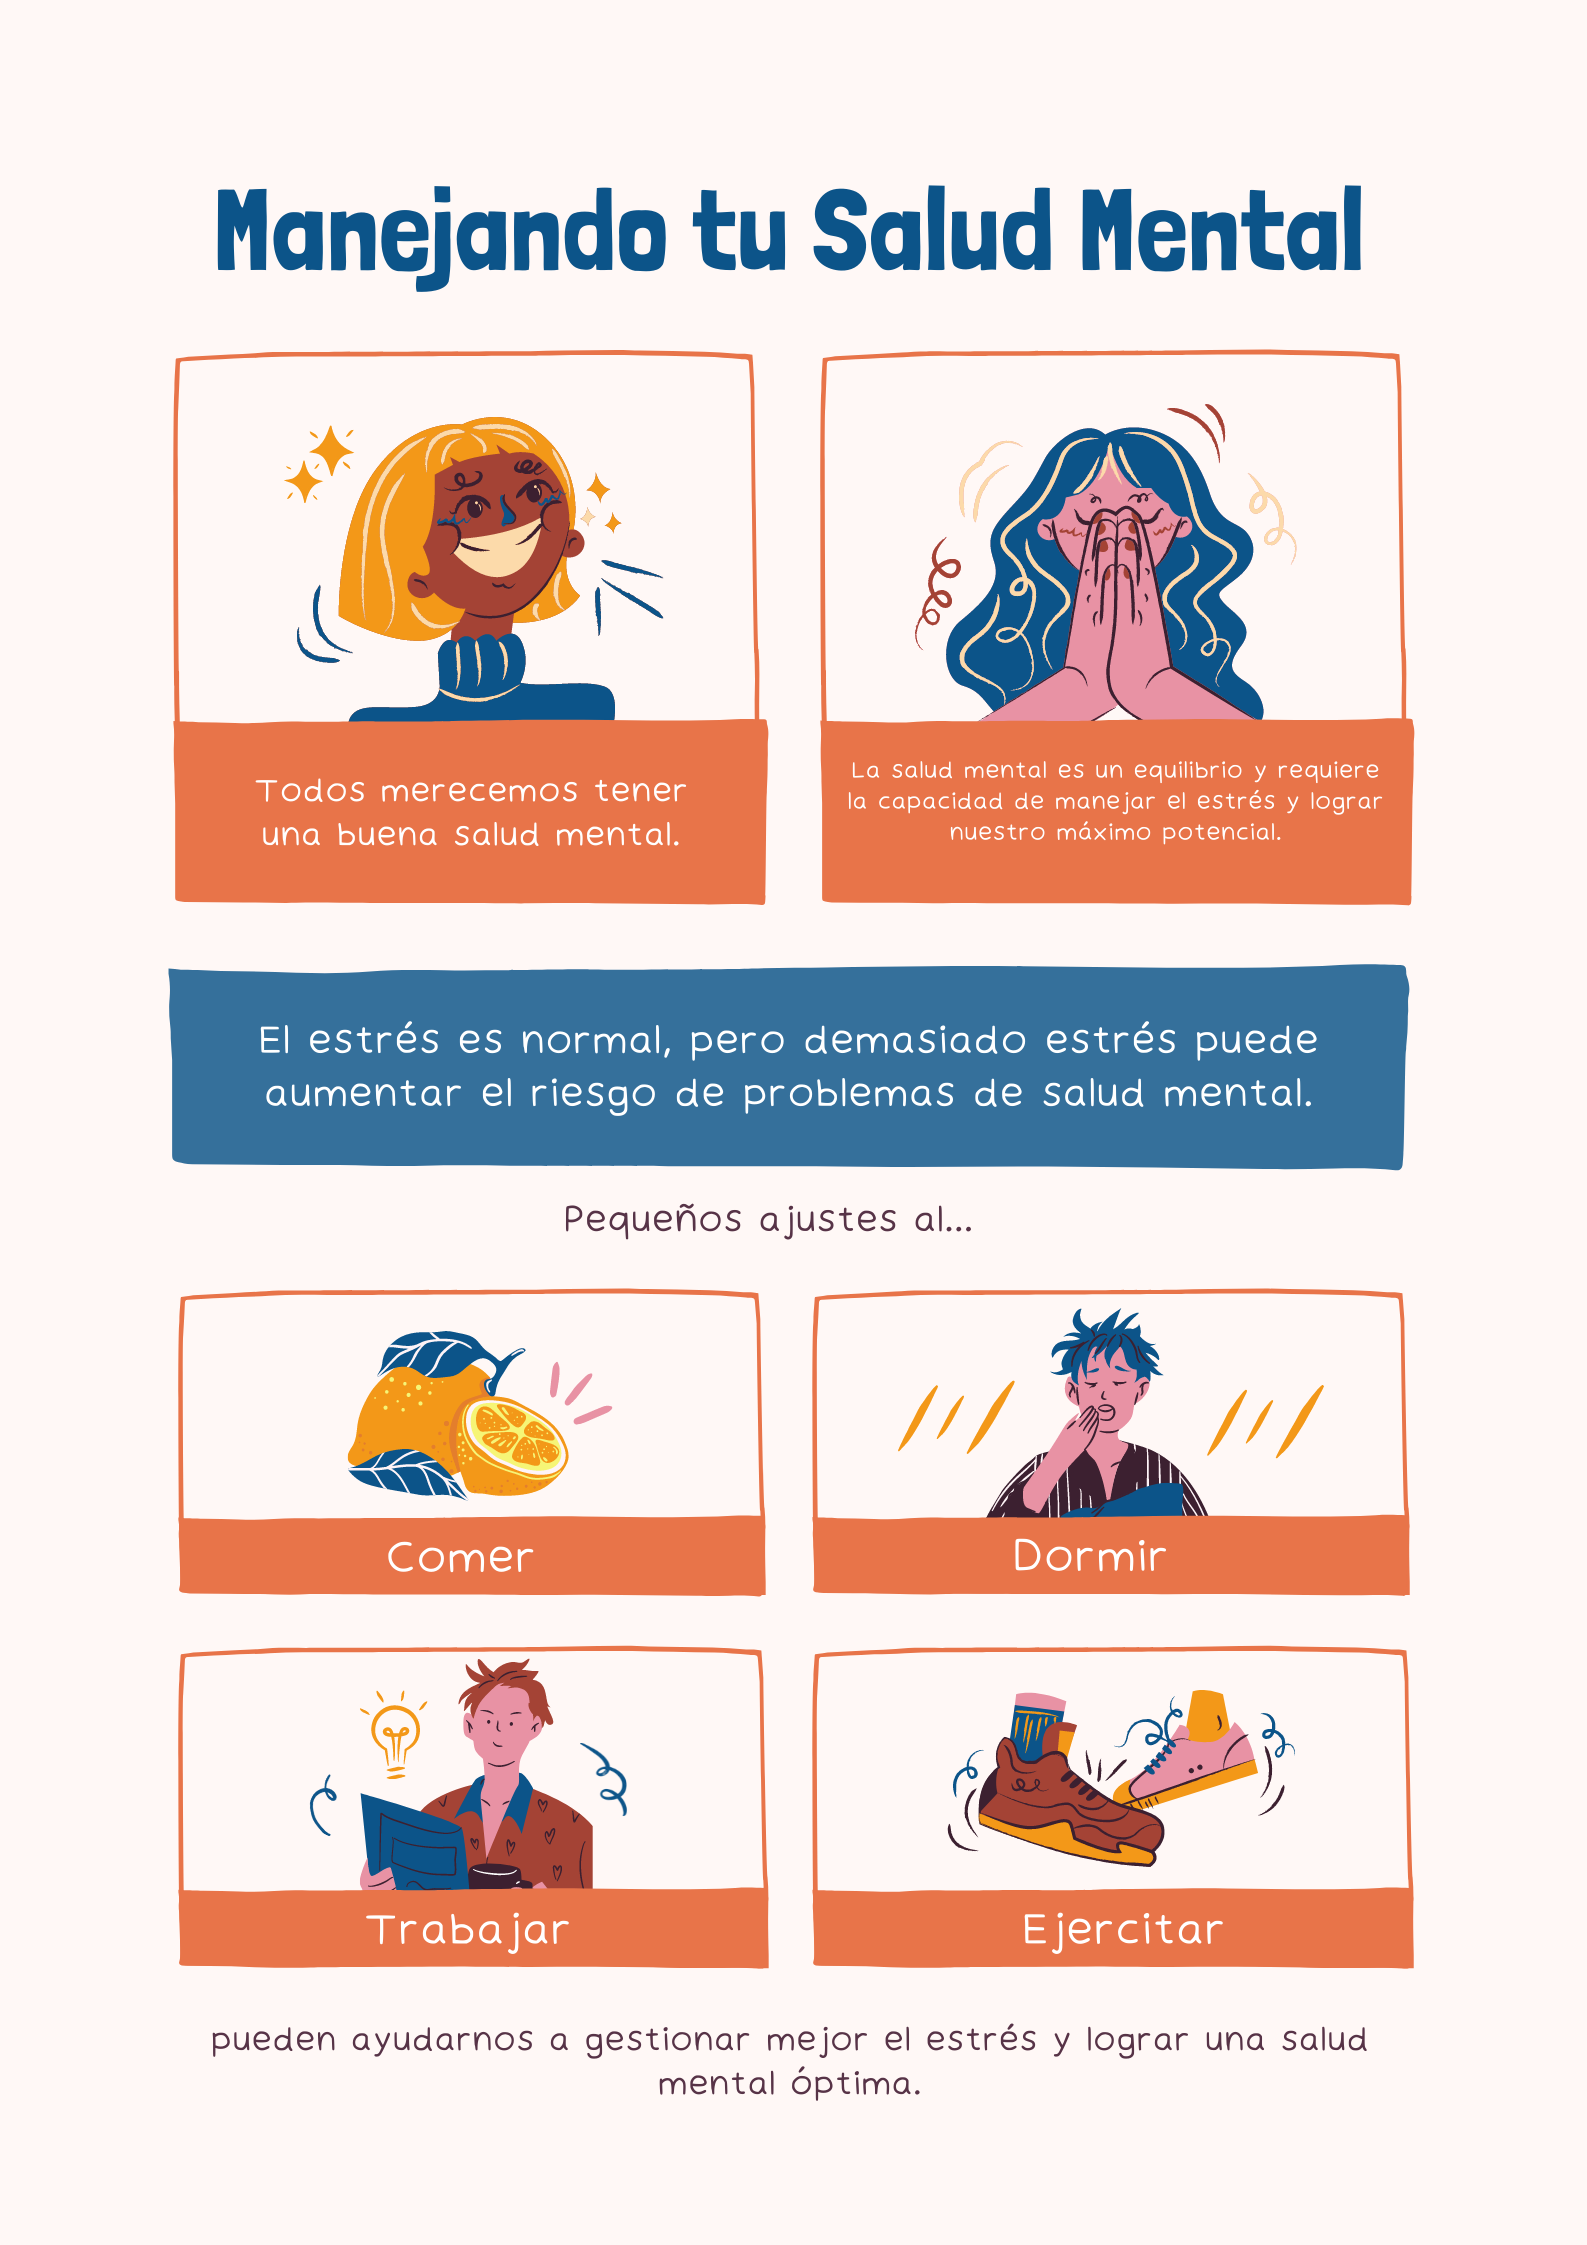 Manejando tu Salud Mental
Todos merecemos tener
una buena salud mental.
La salud mental es un equilibrio y requiere
la capacidad de manejar el estrés y lograr
nuestro máximo potencial.
El estrés es normal, pero demasiado estrés puede
aumentar el riesgo de problemas de salud mental.
Pequeños ajustes al...
Comer
Dormir
Trabajar
Ejercitar
pueden ayudarnos a gestionar mejor el estrés y lograr una salud
mental óptima.